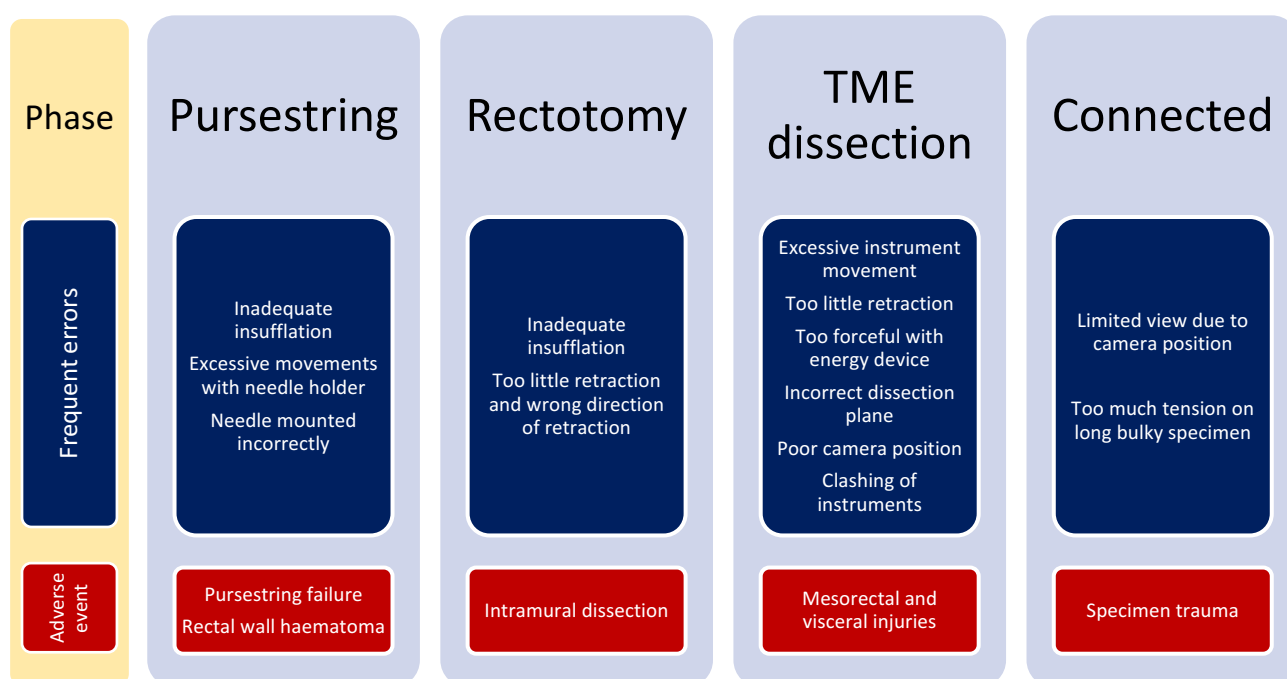 Phase
Pursestring
Rectotomy
TME
dissection
Connected
Frequent errors
Inadequate
insufflation
Excessive movements
with needle holder
Needle mounted
incorrectly
Inadequate
insufflation
Too little retraction
and wrong direction
of retraction
Excessive instrument
movement
Too little retraction
Too forceful with
energy device
Incorrect dissection
plane
Poor camera position
Clashing of
instruments
Limited view due to
camera position
Too much tension on
long bulky specimen
Adverse
event
Pursestring failure
Rectal wall haematoma
Intramural dissection
Mesorectal and
visceral injuries
Specimen trauma